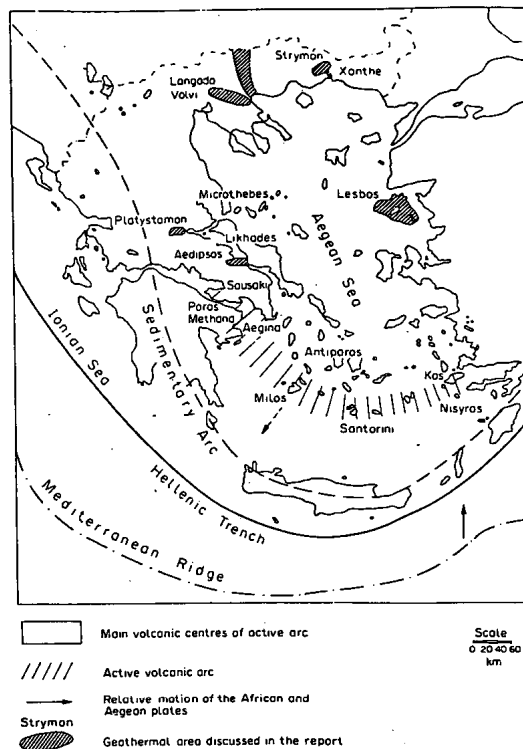 Strymon
Xanthe
Langada
Volvi
Microthebes
Lesbos
Platystomon
Likhades
Aegean Sea
Aedipsos
Sausaki
Poros
Methana
Aegina
Ionian Sea
Sedimentary Arc
Antiparos
Kos
Milos
Nisyros
Santorini
Hellenic Trench
Mediterranean Ridge
Main volcanic centres of active arc
Scale
0 20 40 60
km
Active volcanic arc
Relative motion of the African and
Aegean plates
Strymon
Geothermal area discussed in the report